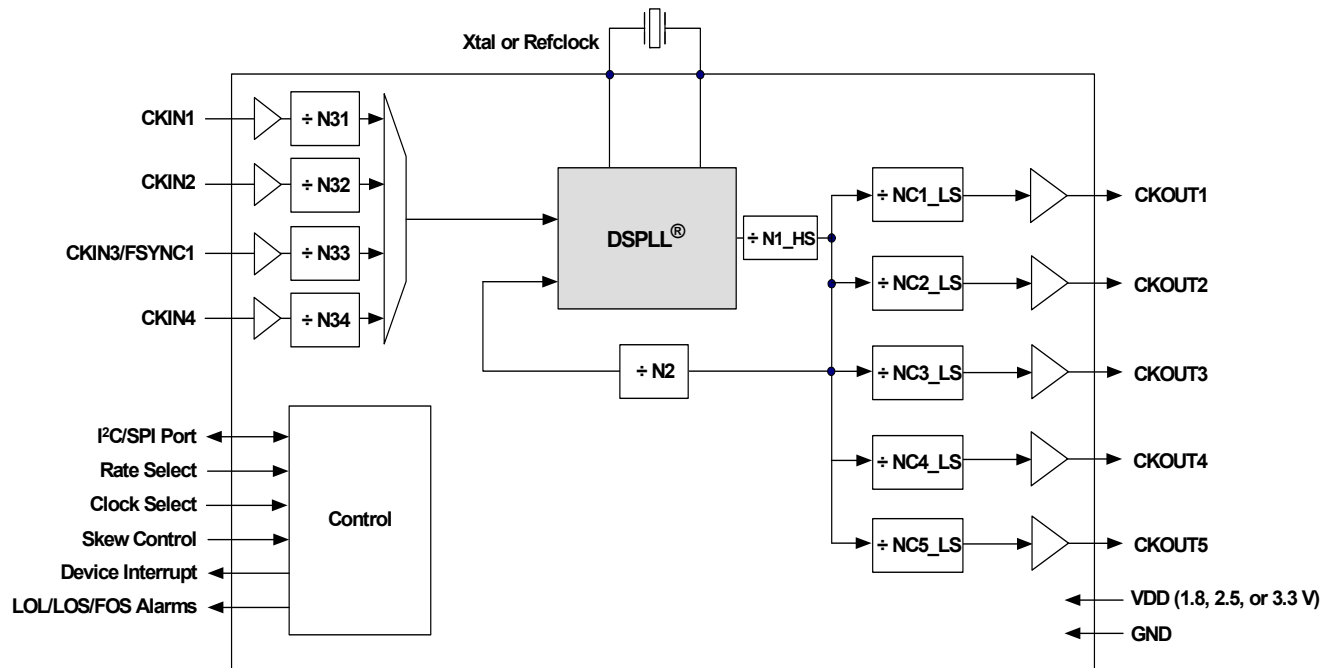 Xtal or Refclock
CKIN1
÷ N31
CKIN2
÷ N32
CKIN3/FSYNC1
÷ N33
CKIN4
÷ N34
DSPLL®
÷ N1_HS
÷ N2
÷ NC1_LS
CKOUT1
÷ NC2_LS
CKOUT2
÷ NC3_LS
CKOUT3
÷ NC4_LS
CKOUT4
÷ NC5_LS
CKOUT5
I²C/SPI Port
Rate Select
Clock Select
Skew Control
Device Interrupt
LOL/LOS/FOS Alarms
Control
VDD (1.8, 2.5, or 3.3 V)
GND